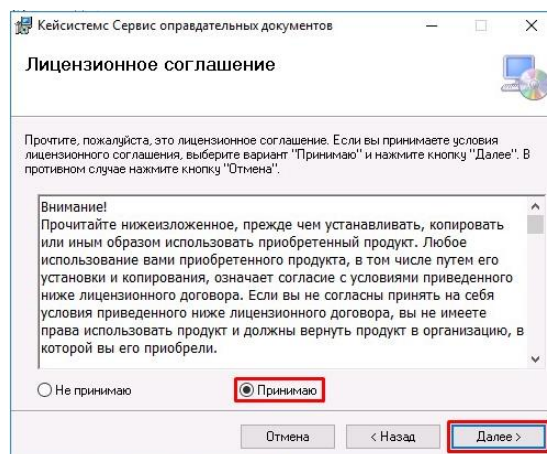 Кейсистемс Сервис оправдательных документов
Лицензионное соглашение
Прочтите, пожалуйста, это лицензионное соглашение. Если вы принимаете условия
лицензионного соглашения, выберите вариант "Принимаю" и нажмите кнопку "Далее". В
противном случае нажмите кнопку "Отмена".
Внимание!
Прочитайте нижеизложенное, прежде чем устанавливать, копировать
или иным образом использовать приобретенный продукт. Любое
использование вами приобретенного продукта, в том числе путем его
установки и копирования, означает согласие с условиями приведенного
ниже лицензионного договора. Если вы не согласны принять на себя
условия приведенного ниже лицензионного договора, вы не имеете
права использовать продукт и должны вернуть продукт в организацию, в
которой вы его приобрели.
Не принимаю Принимаю
Отмена < Назад Далее >